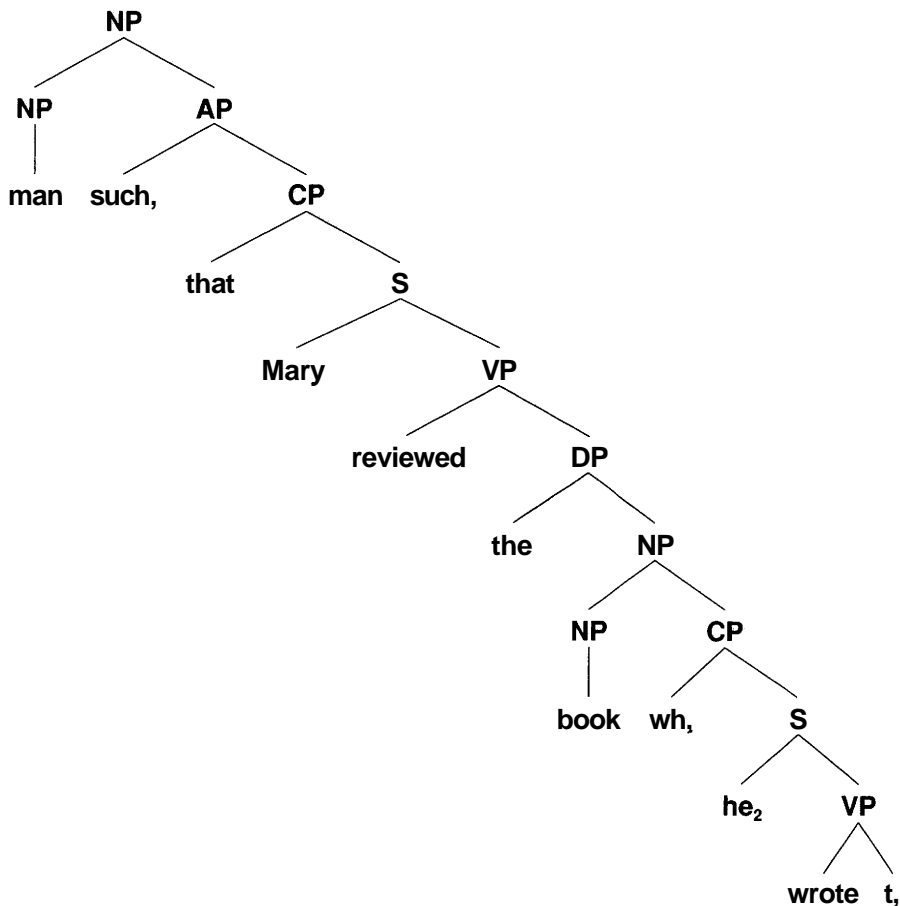 NP
NP AP
man such, CP
that S
Mary VP
reviewed DP
the NP
NP CP
book wh, S
he₂ VP
wrote t,